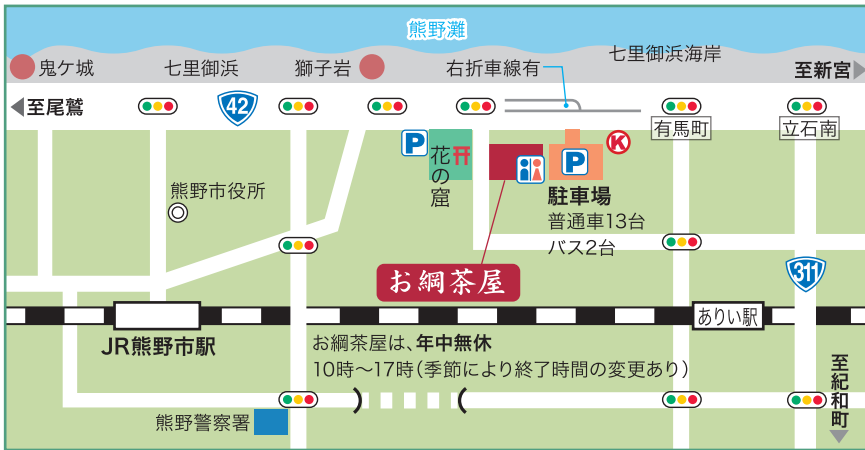 熊野灘
鬼ケ城
七里御浜
獅子岩
右折車線有
七里御浜海岸
至新宮
至尾鷲
42
有馬町
立石南
P
花の窟
K
P
熊野市役所
駐車場
普通車13台
バス2台
お綱茶屋
311
JR熊野市駅
ありい駅
お綱茶屋は、年中無休
10時〜17時(季節により終了時間の変更あり)
至紀和町
熊野警察署